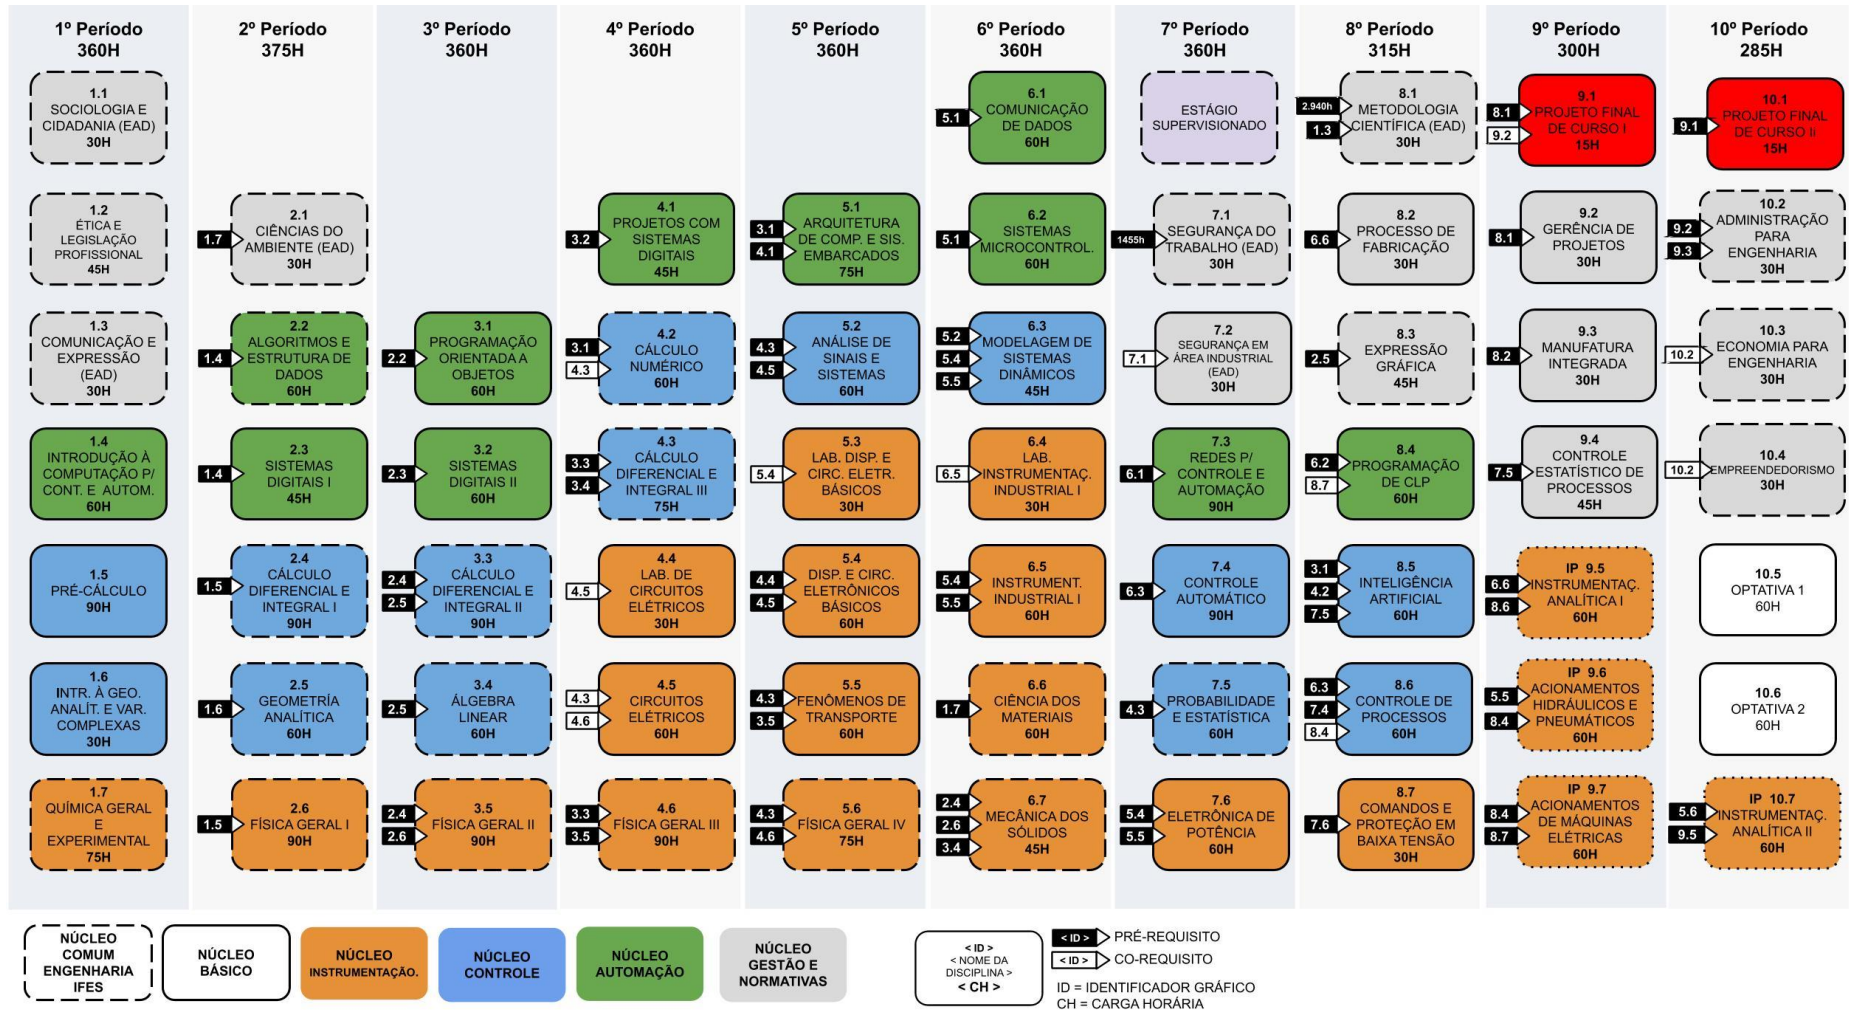 1º Período
360H
1.1
SOCIOLOGIA E
CIDADANIA (EAD)
30H
1.2
ÉTICA E
LEGISLAÇÃO
PROFISSIONAL
45H
1.3
COMUNICAÇÃO E
EXPRESSÃO
(EAD)
30H
1.4
INTRODUÇÃO À
COMPUTAÇÃO P/
CONT. E AUTOM.
60H
1.5
PRÉ-CÁLCULO
90H
1.6
INTR. À GEO.
ANALÍT. E VAR.
COMPLEXAS
30H
1.7
QUÍMICA GERAL
E
EXPERIMENTAL
75H
2º Período
375H
1.7
2.1
CIÊNCIAS DO
AMBIENTE (EAD)
30H
1.4
2.2
ALGORITMOS E
ESTRUTURA DE
DADOS
60H
1.4
2.3
SISTEMAS
DIGITAIS I
45H
1.5
2.4
CÁLCULO
DIFERENCIAL E
INTEGRAL I
90H
1.6
2.5
GEOMETRÍA
ANALÍTICA
60H
1.5
2.6
FÍSICA GERAL I
90H
3º Período
360H
2.2
3.1
PROGRAMAÇÃO
ORIENTADA A
OBJETOS
60H
2.3
3.2
SISTEMAS
DIGITAIS II
60H
2.4
2.5
3.3
CÁLCULO
DIFERENCIAL E
INTEGRAL II
90H
2.5
3.4
ÁLGEBRA
LINEAR
60H
2.4
2.6
3.5
FÍSICA GERAL II
90H
4º Período
360H
3.2
4.1
PROJETOS COM
SISTEMAS
DIGITAIS
45H
3.1
4.3
4.2
CÁLCULO
NUMÉRICO
60H
3.3
3.4
4.3
CÁLCULO
DIFERENCIAL E
INTEGRAL III
75H
4.5
4.4
LAB. DE
CIRCUITOS
ELÉTRICOS
30H
4.3
4.6
4.5
CIRCUITOS
ELÉTRICOS
60H
3.3
3.5
4.6
FÍSICA GERAL III
90H
5º Período
360H
3.1
4.1
5.1
ARQUITETURA
DE COMP. E SIS.
EMBARCADOS
75H
4.3
4.5
5.2
ANÁLISE DE
SINAIS E
SISTEMAS
60H
5.4
5.3
LAB. DISP. E
CIRC. ELETR.
BÁSICOS
30H
4.4
4.5
5.4
DISP. E CIRC.
ELETRÔNICOS
BÁSICOS
60H
4.3
3.5
5.5
FENÔMENOS DE
TRANSPORTE
60H
4.3
4.6
5.6
FÍSICA GERAL IV
75H
6º Período
360H
5.1
6.1
COMUNICAÇÃO
DE DADOS
60H
5.1
6.2
SISTEMAS
MICROCONTROL.
60H
5.2
5.4
5.5
6.3
MODELAGEM DE
SISTEMAS
DINÂMICOS
45H
6.5
6.4
LAB.
INSTRUMENTAÇ.
INDUSTRIAL I
30H
5.4
5.5
6.5
INSTRUMENT.
INDUSTRIAL I
60H
1.7
6.6
CIÊNCIA DOS
MATERIAIS
60H
2.4
2.6
3.4
6.7
MECÂNICA DOS
SÓLIDOS
45H
7º Período
360H
ESTÁGIO
SUPERVISIONADO
1455h
7.1
SEGURANÇA DO
TRABALHO (EAD)
30H
7.1
7.2
SEGURANÇA EM
ÁREA INDUSTRIAL
(EAD)
30H
6.1
7.3
REDES P/
CONTROLE E
AUTOMAÇÃO
90H
6.3
7.4
CONTROLE
AUTOMÁTICO
90H
4.3
7.5
PROBABILIDADE
E ESTATÍSTICA
60H
5.4
5.5
7.6
ELETRÔNICA DE
POTÊNCIA
60H
8º Período
315H
2.940h
1.3
8.1
METODOLOGIA
CIENTÍFICA (EAD)
30H
6.6
8.2
PROCESSO DE
FABRICAÇÃO
30H
2.5
8.3
EXPRESSÃO
GRÁFICA
45H
6.2
8.7
8.4
PROGRAMAÇÃO
DE CLP
60H
3.1
4.2
7.5
8.5
INTELIGÊNCIA
ARTIFICIAL
60H
6.3
7.4
8.4
8.6
CONTROLE DE
PROCESSOS
60H
7.6
8.7
COMANDOS E
PROTEÇÃO EM
BAIXA TENSÃO
30H
9º Período
300H
8.1
9.2
9.1
PROJETO FINAL
DE CURSO I
15H
8.1
9.2
GERÊNCIA DE
PROJETOS
30H
8.2
9.3
MANUFATURA
INTEGRADA
30H
7.5
9.4
CONTROLE
ESTATÍSTICO DE
PROCESSOS
45H
6.6
8.6
IP 9.5
INSTRUMENTAÇ.
ANALÍTICA I
60H
5.5
8.4
IP 9.6
ACIONAMENTOS
HIDRÁULICOS E
PNEUMÁTICOS
60H
8.4
8.7
IP 9.7
ACIONAMENTOS
DE MÁQUINAS
ELÉTRICAS
60H
10º Período
285H
9.1
10.1
PROJETO FINAL
DE CURSO II
15H
9.2
9.3
10.2
ADMINISTRAÇÃO
PARA
ENGENHARIA
30H
10.2
10.3
ECONOMIA PARA
ENGENHARIA
30H
10.2
10.4
EMPREENDEDORISMO
30H
10.5
OPTATIVA 1
60H
10.6
OPTATIVA 2
60H
5.6
9.5
IP 10.7
INSTRUMENTAÇ.
ANALÍTICA II
60H
NÚCLEO
COMUM
ENGENHARIA
IFES
NÚCLEO
BÁSICO
NÚCLEO
INSTRUMENTAÇÃO.
NÚCLEO
CONTROLE
NÚCLEO
AUTOMAÇÃO
NÚCLEO
GESTÃO E
NORMATIVAS
< ID >
< NOME DA
DISCIPLINA >
< CH >
< ID > PRÉ-REQUISITO
< ID > CO-REQUISITO
ID = IDENTIFICADOR GRÁFICO
CH = CARGA HORÁRIA